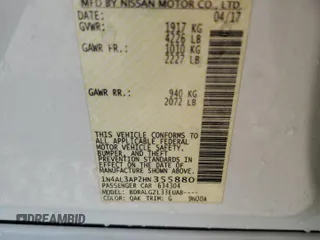 MFD BY NISSAN MOTOR CO., LTD.
DATE: 04/17
GVWR: 1917 KG
4226 LB
GAWR FR.: 1010 KG
2227 LB
GAWR RR.: 940 KG
2072 LB
THIS VEHICLE CONFORMS TO ALL
APPLICABLE FEDERAL MOTOR
VEHICLE SAFETY,
BUMPER, AND THEFT
PREVENTION STANDARDS
IN EFFECT ON THE DATE
OF MANUFACTURE SHOWN
ABOVE.
1N4AL3AP2HN355880
PASSENGER CAR 634304
MODEL: BDRALGZL33EUAB----
COLOR: QAK TRIM: G
DREAMBID